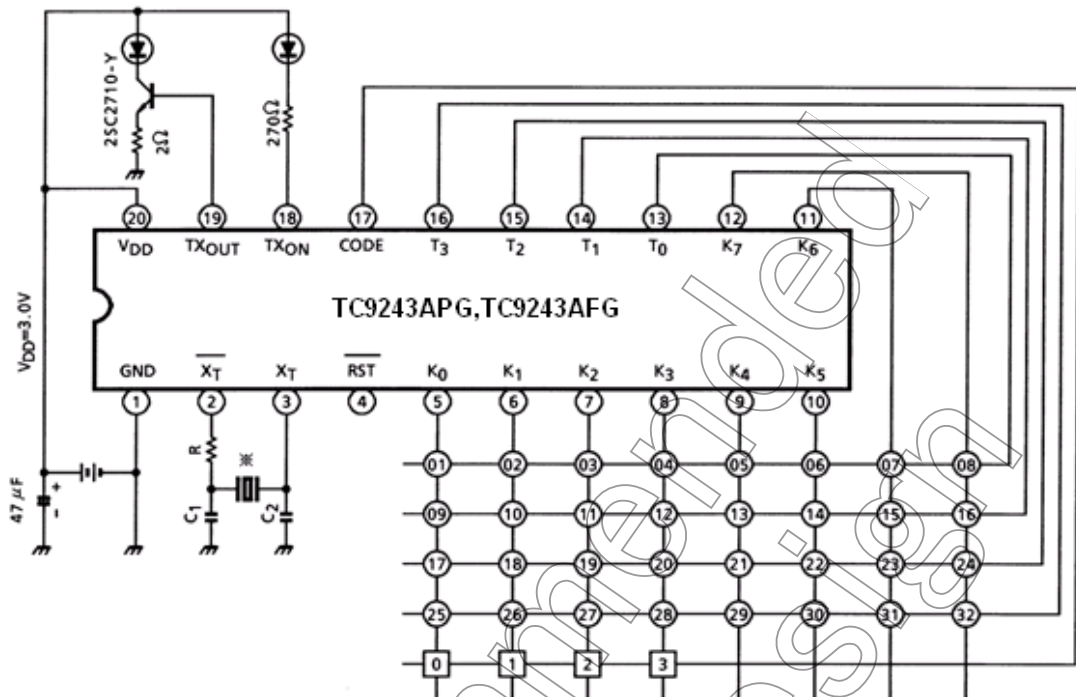 2SC2710-Y
2Ω
270Ω
20 19 18 17 16 15 14 13 12 11
VDD TXOUT TXON CODE T3 T2 T1 T0 K7 K6
VDD=3.0V
TC9243APG,TC9243AFG
GND XT XT RST K0 K1 K2 K3 K4 K5
1 2 3 4 5 6 7 8 9 10
R
※
C1 C2
47 μF
+
-
01 02 03 04 05 06 07 08
09 10 11 12 13 14 15 16
17 18 19 20 21 22 23 24
25 26 27 28 29 30 31 32
0 1 2 3